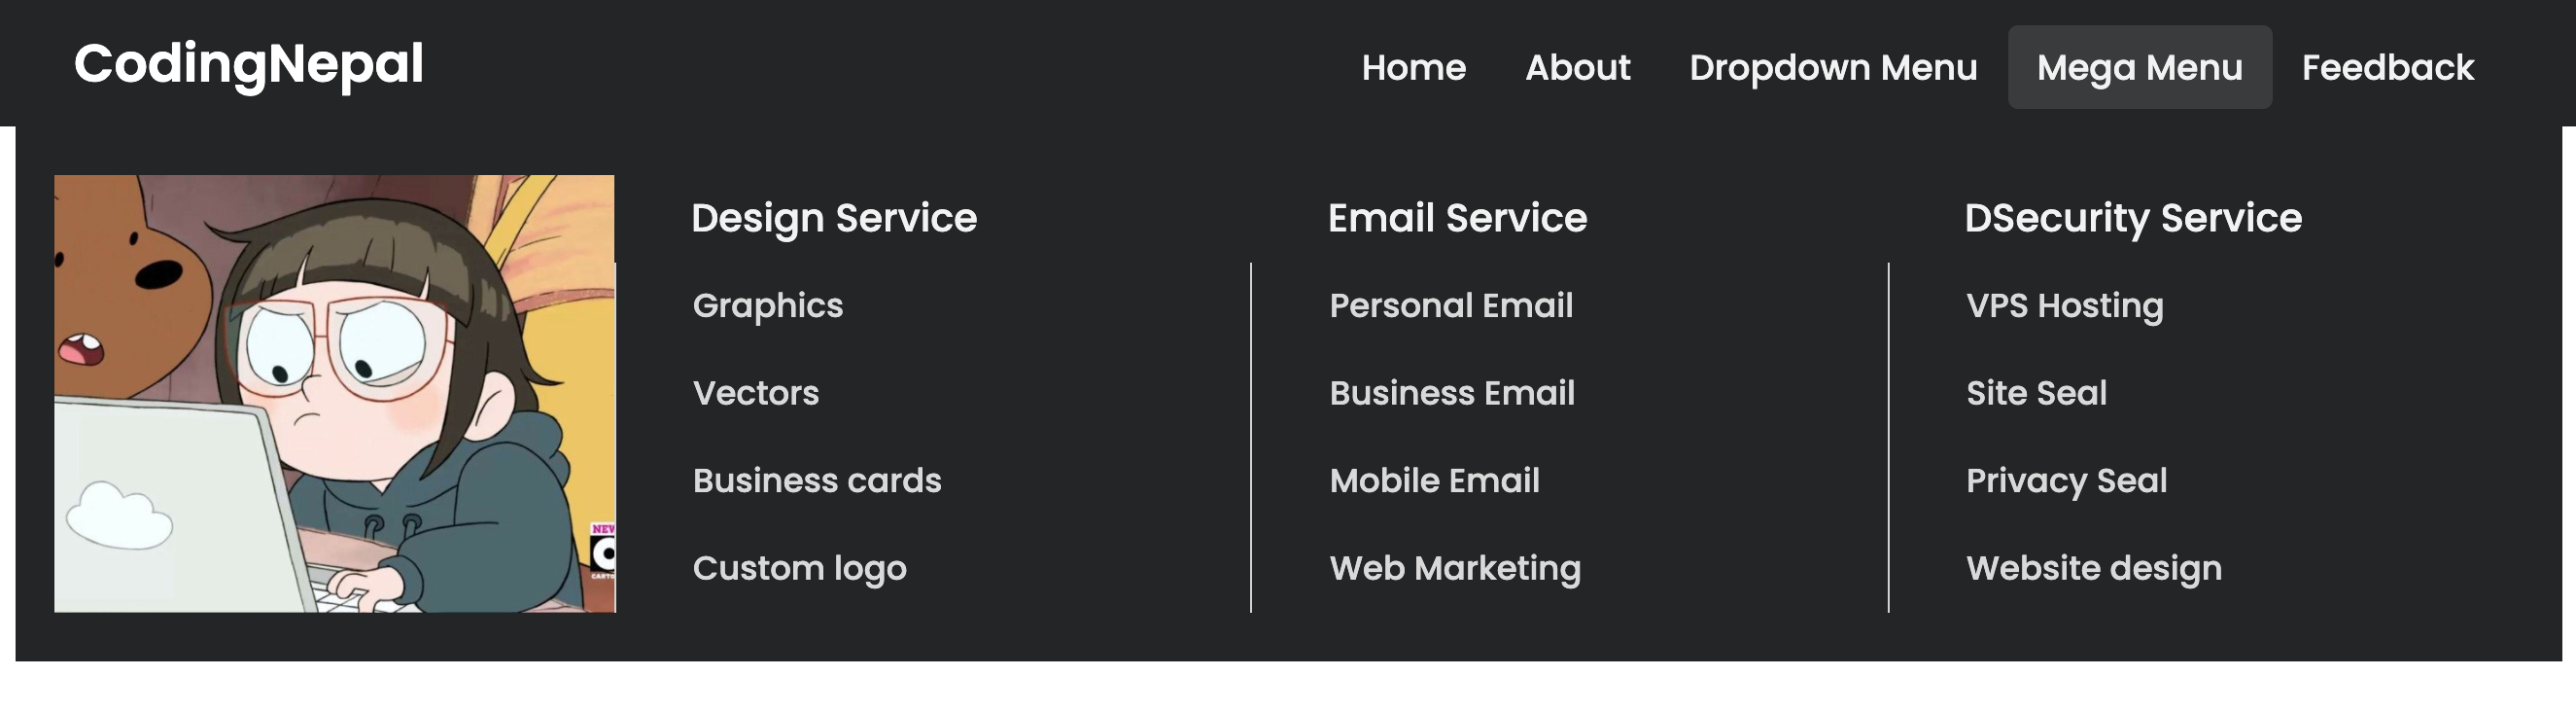 CodingNepal
Home About Dropdown Menu Mega Menu Feedback
Design Service
Graphics
Vectors
Business cards
Custom logo
Email Service
Personal Email
Business Email
Mobile Email
Web Marketing
DSecurity Service
VPS Hosting
Site Seal
Privacy Seal
Website design